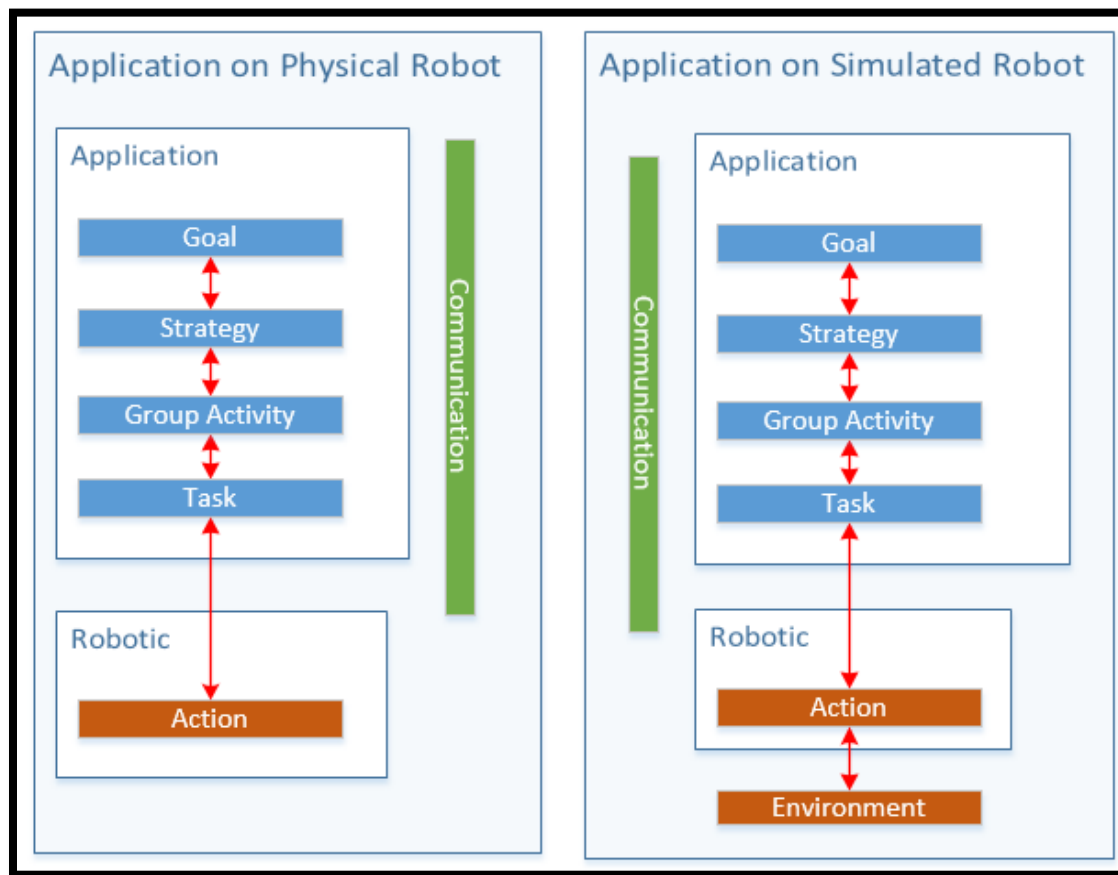 Application on Physical Robot
Application
Goal
Strategy
Group Activity
Task
Communication
Robotic
Action
Application on Simulated Robot
Application
Communication
Goal
Strategy
Group Activity
Task
Robotic
Action
Environment